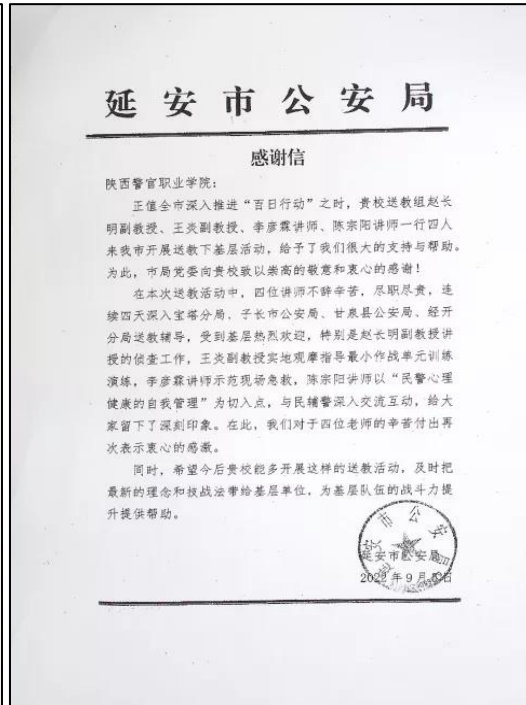 延安市公安局
感谢信
陕西警官职业学院：
正值全市深入推进“百日行动”之时，贵校送教组赵长
明副教授、王炎副教授、李彦霖讲师、陈宗阳讲师一行四人
来我市开展送教下基层活动，给予了我们很大的支持与帮助。
为此，市局党委向贵校致以崇高的敬意和衷心的感谢！
在本次送教活动中，四位讲师不辞辛苦，尽职尽责，连
续四天深入宝塔分局、子长市公安局、甘泉县公安局、经开
分局送教辅导，受到基层热烈欢迎，特别是赵长明副教授讲
授的侦查工作，王炎副教授实地观摩指导最小作战单元训练
演练，李彦霖讲师示范现场急救，陈宗阳讲师以“民警心理
健康的自我管理”为切入点，与民辅警深入交流互动，给大
家留下了深刻印象。在此，我们对于四位老师的辛苦付出再
次表示衷心的感激。
同时，希望今后贵校能多开展这样的送教活动，及时把
最新的理念和技战法带给基层单位，为基层队伍的战斗力提
升提供帮助。
延安市公安局
2022年9月 日